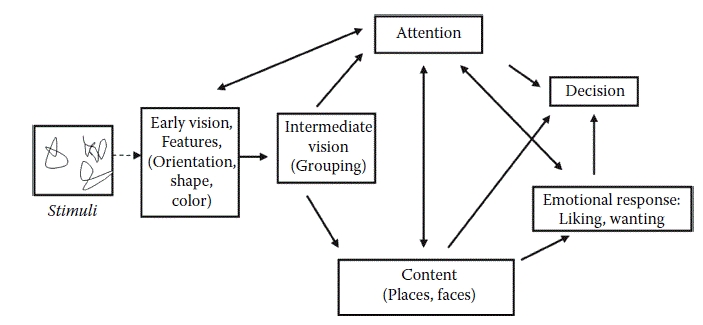 Attention
Decision
Early vision,
Features,
(Orientation,
shape,
color)
Intermediate
vision
(Grouping)
Stimuli
Emotional response:
Liking, wanting
Content
(Places, faces)